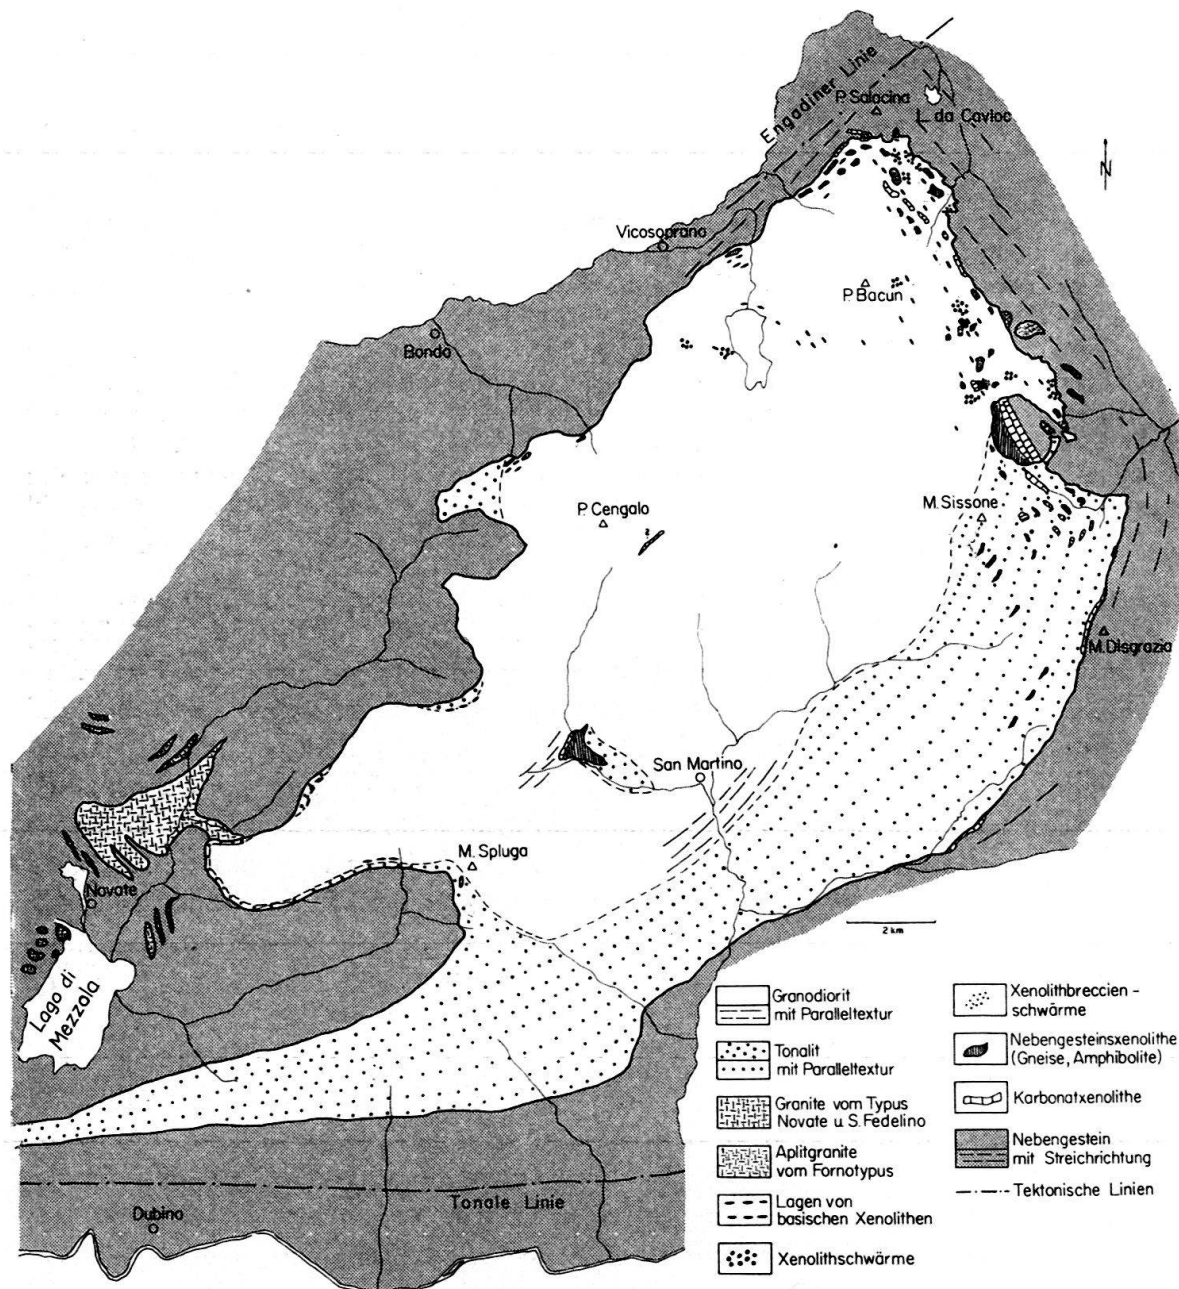 Engadiner Linie
P. Salacina
L. da Cavloc
N
Vicosoprano
P. Bacun
Bondo
P. Cengalo
M. Sissone
M. Disgrazia
San Martino
M. Spluga
Novate
Lago di
Mezzola
2 km
Tonale Linie
Dubino
Granodiorit
mit Paralleltextur
Tonalit
mit Paralleltextur
Granite vom Typus
Novate u. S. Fedelino
Aplitgranite
vom Fornotypus
Lagen von
basischen Xenolithen
Xenolithschwärme
Xenolithbreccien -
schwärme
Nebengesteinsxenolithe
(Gneise, Amphibolite)
Karbonatxenolithe
Nebengestein
mit Streichrichtung
Tektonische Linien